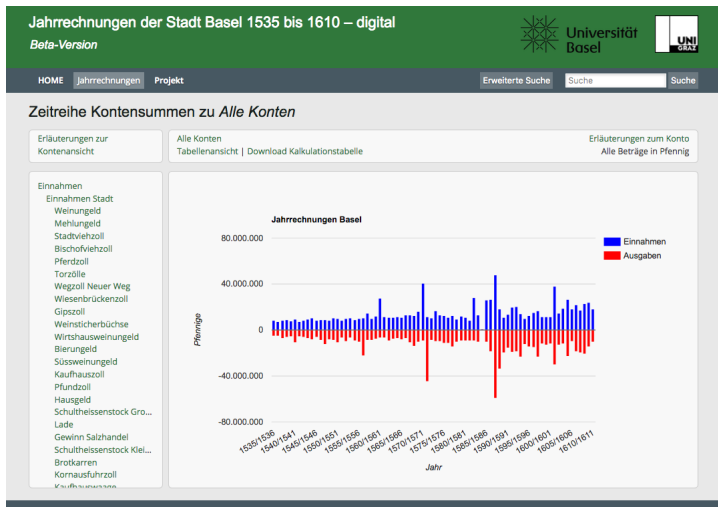 Jahrrechnungen der Stadt Basel 1535 bis 1610 – digital
Beta-Version
Universität
Basel
UNI
GRAZ
HOME Jahrrechnungen Projekt Erweiterte Suche Suche Suche
Zeitreihe Kontensummen zu Alle Konten
Erläuterungen zur
Kontenansicht
Alle Konten
Tabellenansicht | Download Kalkulationstabelle
Erläuterungen zum Konto
Alle Beträge in Pfennig
Einnahmen
Einnahmen Stadt
Weinungeld
Mehlungeld
Stadtviehzoll
Bischofviehzoll
Pferdzoll
Torzölle
Wegzoll Neuer Weg
Wiesenbrückenzoll
Gipszoll
Weinsticherbüchse
Wirtshausweinungeld
Bierungeld
Süssweinungeld
Kaufhauszoll
Pfundzoll
Hausgeld
Schultheissenstock Gro...
Lade
Gewinn Salzhandel
Schultheissenstock Klei...
Brotkarren
Kornausfuhrzoll
Kaufhauswaage
Jahrrechnungen Basel
80.000.000
40.000.000
0
-40.000.000
-80.000.000
Pfennige
Einnahmen
Ausgaben
1535/1536
1540/1541
1545/1546
1550/1551
1555/1556
1560/1561
1565/1566
1570/1571
1575/1576
1580/1581
1585/1586
1590/1591
1595/1596
1600/1601
1605/1606
1610/1611
Jahr